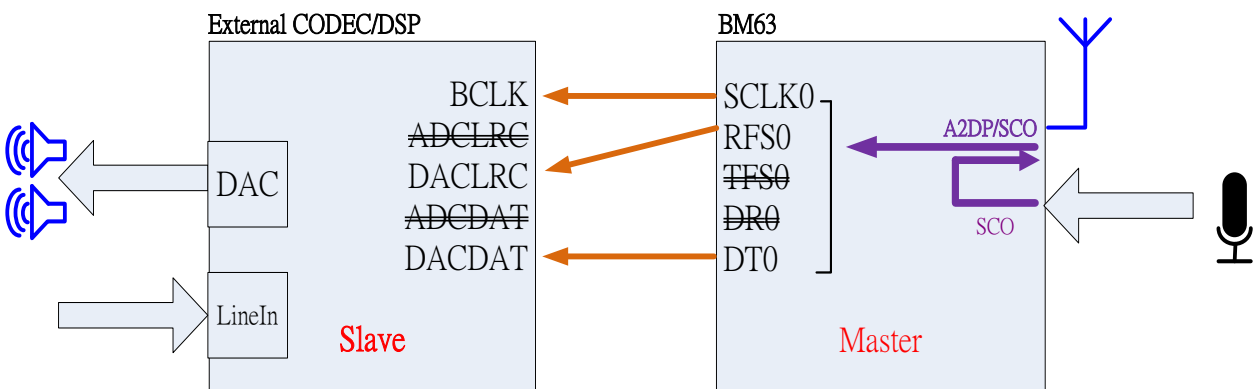 External CODEC/DSP
BM63
BCLK
ADCLRC
DACLRC
ADCDAT
DACDAT
DAC
LineIn
Slave
SCLK0
RFS0
TFS0
DR0
DT0
A2DP/SCO
SCO
Master